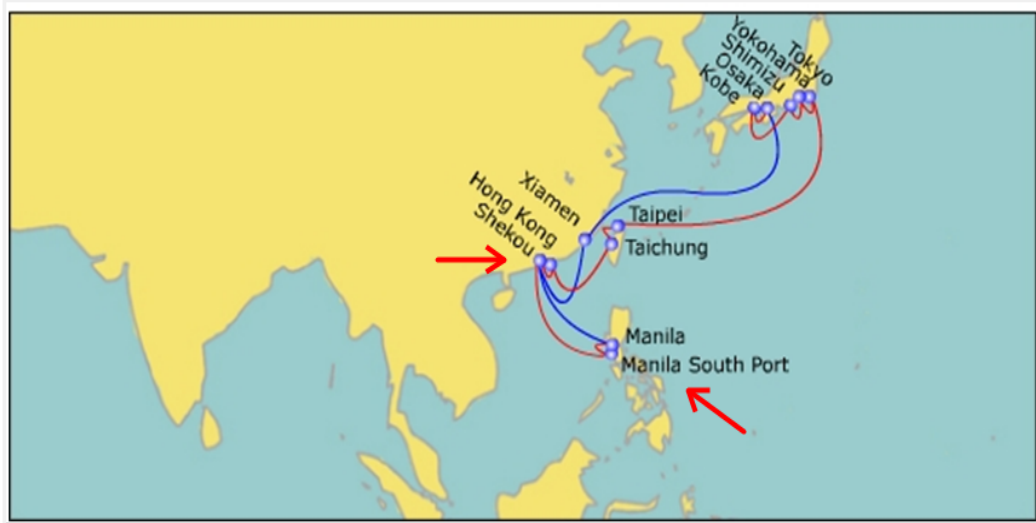 Tokyo
Yokohama
Shimizu
Osaka
Kobe
Xiamen
Hong Kong
Shekou
Taipei
Taichung
Manila
Manila South Port